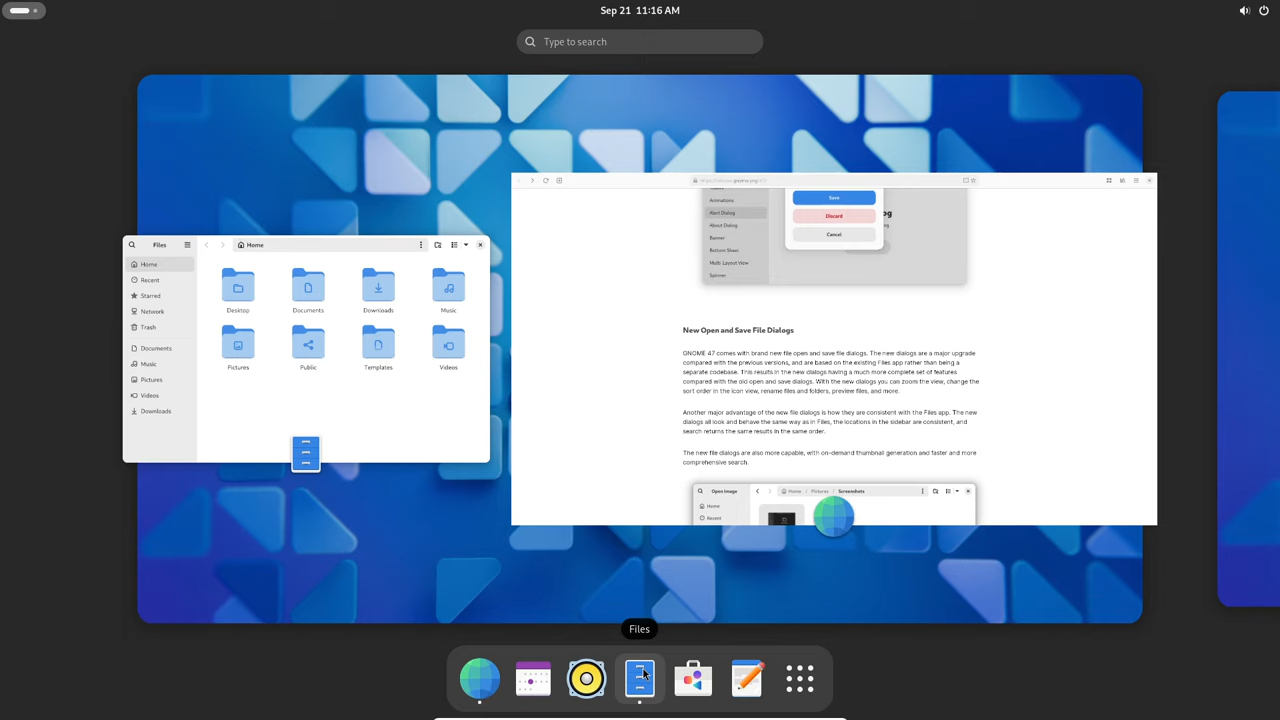 Sep 21 11:16 AM
Type to search
Files
Home
Home
Recent
Starred
Network
Trash
Documents
Music
Pictures
Videos
Downloads
Desktop
Documents
Downloads
Music
Pictures
Public
Templates
Videos
Animations
Alert Dialog
About Dialog
Banner
Bottom Sheet
Multi-Layout View
Spinner
Save
Discard
Cancel
New Open and Save File Dialogs
GNOME 47 comes with brand new file open and save file dialogs. The new dialogs are a major upgrade
compared with the previous versions, and are based on the existing Files app rather than being a
separate codebase. This results in the new dialogs having a much more complete set of features
compared with the old open and save dialogs. With the new dialogs you can zoom the view, change the
sort order in the icon view, rename files and folders, preview files, and more.
Another major advantage of the new file dialogs is how they are consistent with the Files app. The new
dialogs all look and behave the same way as in Files, the locations in the sidebar are consistent, and
search returns the same results in the same order.
The new file dialogs are also more capable, with on-demand thumbnail generation and faster and more
comprehensive search.
Open Image
Home / Pictures / Screenshots
Home
Recent
Files